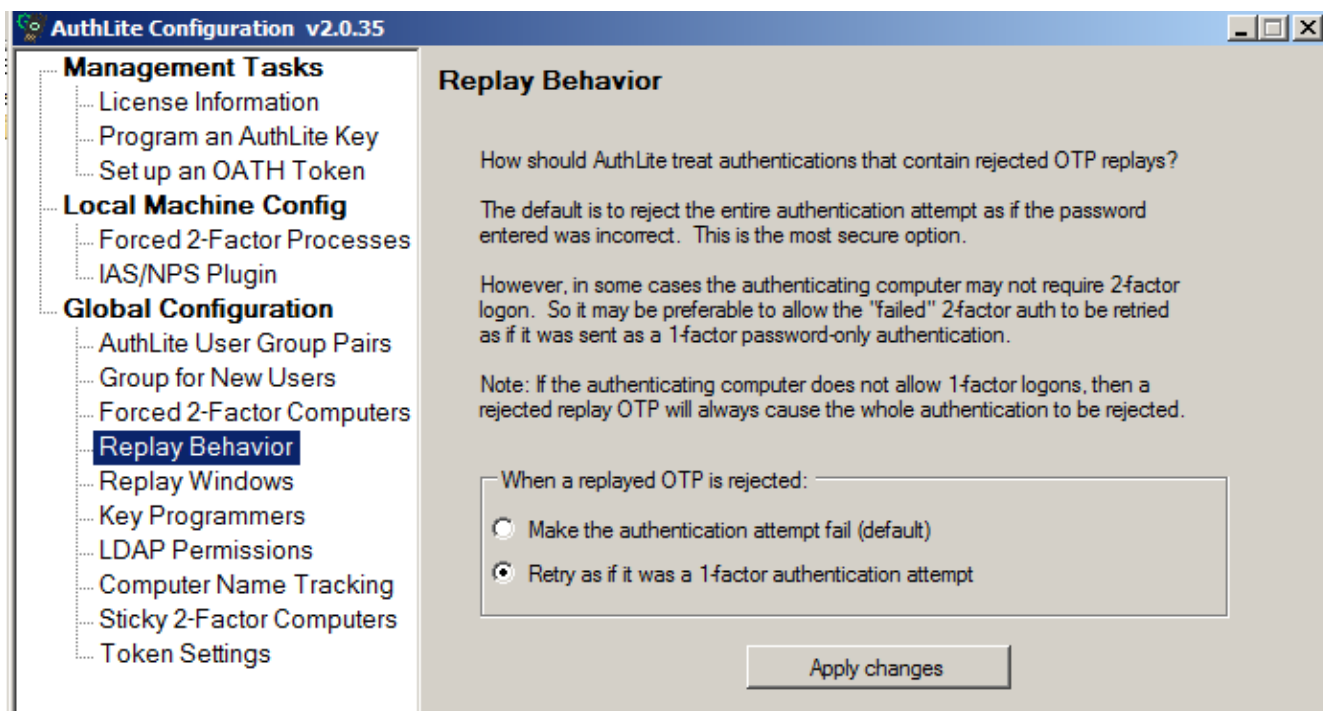 AuthLite Configuration v2.0.35
Management Tasks
License Information
Program an AuthLite Key
Set up an OATH Token
Local Machine Config
Forced 2-Factor Processes
IAS/NPS Plugin
Global Configuration
AuthLite User Group Pairs
Group for New Users
Forced 2-Factor Computers
Replay Behavior
Replay Windows
Key Programmers
LDAP Permissions
Computer Name Tracking
Sticky 2-Factor Computers
Token Settings
Replay Behavior
How should AuthLite treat authentications that contain rejected OTP replays?
The default is to reject the entire authentication attempt as if the password
entered was incorrect. This is the most secure option.
However, in some cases the authenticating computer may not require 2-factor
logon. So it may be preferable to allow the "failed" 2-factor auth to be retried
as if it was sent as a 1-factor password-only authentication.
Note: If the authenticating computer does not allow 1-factor logons, then a
rejected replay OTP will always cause the whole authentication to be rejected.
When a replayed OTP is rejected:
Make the authentication attempt fail (default)
Retry as if it was a 1-factor authentication attempt
Apply changes